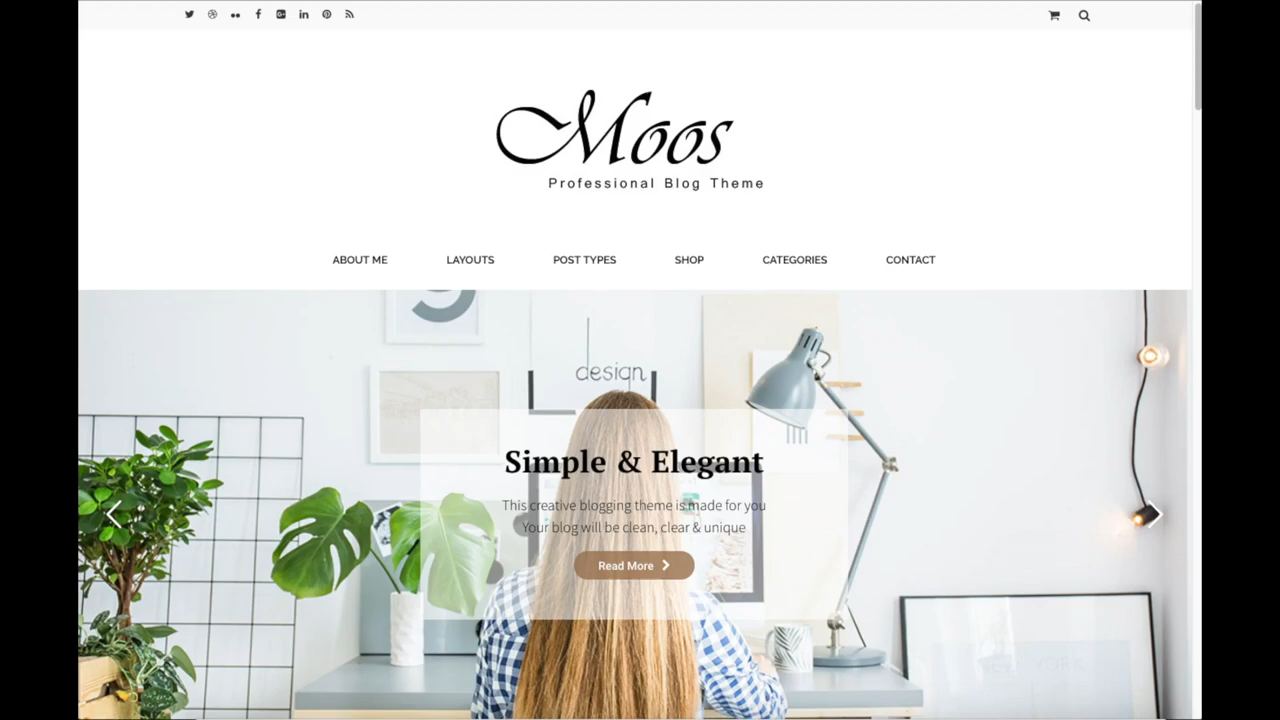 Moos
Professional Blog Theme
ABOUT ME LAYOUTS POST TYPES SHOP CATEGORIES CONTACT
design
Simple & Elegant
This creative blogging theme is made for you
Your blog will be clean, clear & unique
Read More
YORK